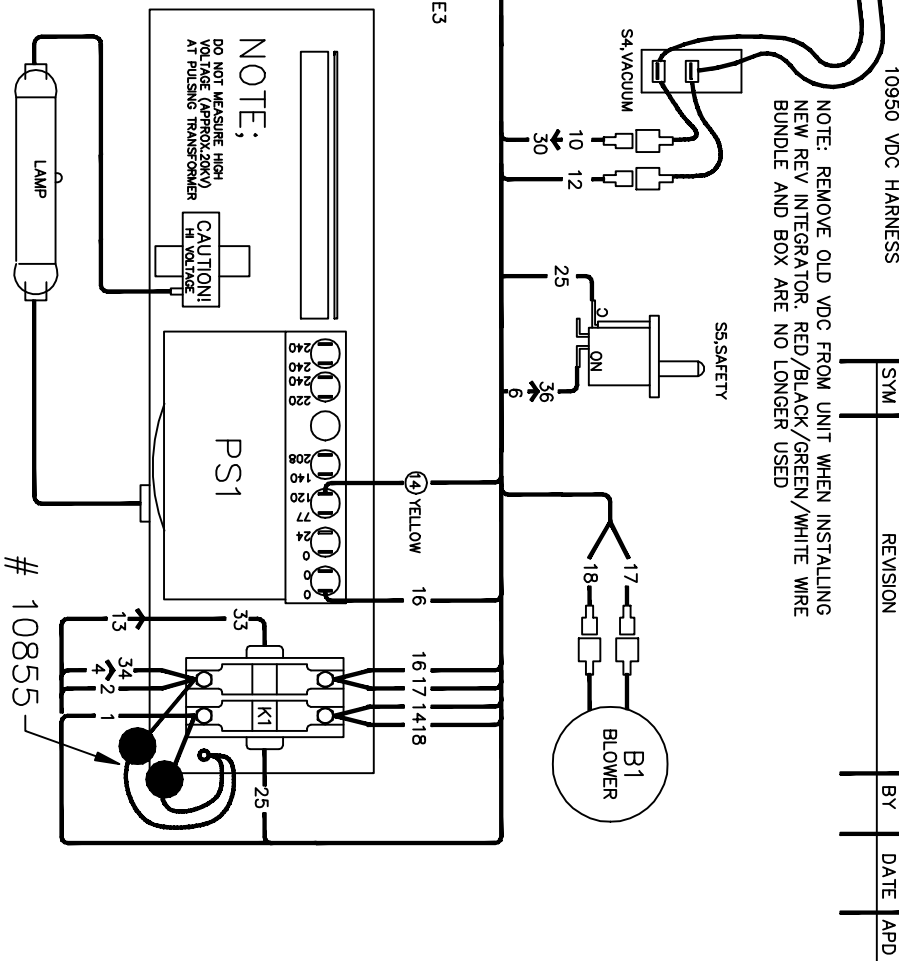 10950 VDC HARNESS
NOTE: REMOVE OLD VDC FROM UNIT WHEN INSTALLING
NEW REV INTEGRATOR. RED/BLACK/GREEN/WHITE WIRE
BUNDLE AND BOX ARE NO LONGER USED
SYM
REVISION
BY
DATE
APD
E3
S4,VACUUM
10
30
12
S5,SAFETY
25
C
ON
36
6
17
18
B1
BLOWER
NOTE;
DO NOT MEASURE HIGH
VOLTAGE (APPROX.20KV)
AT PULSING TRANSFORMER
CAUTION!
HI VOLTAGE
LAMP
PS1
240
240
240
220
208
140
120
77
24
0
0
14 YELLOW
16
16
17
14
18
13
33
34
4
2
1
K1
25
# 10855